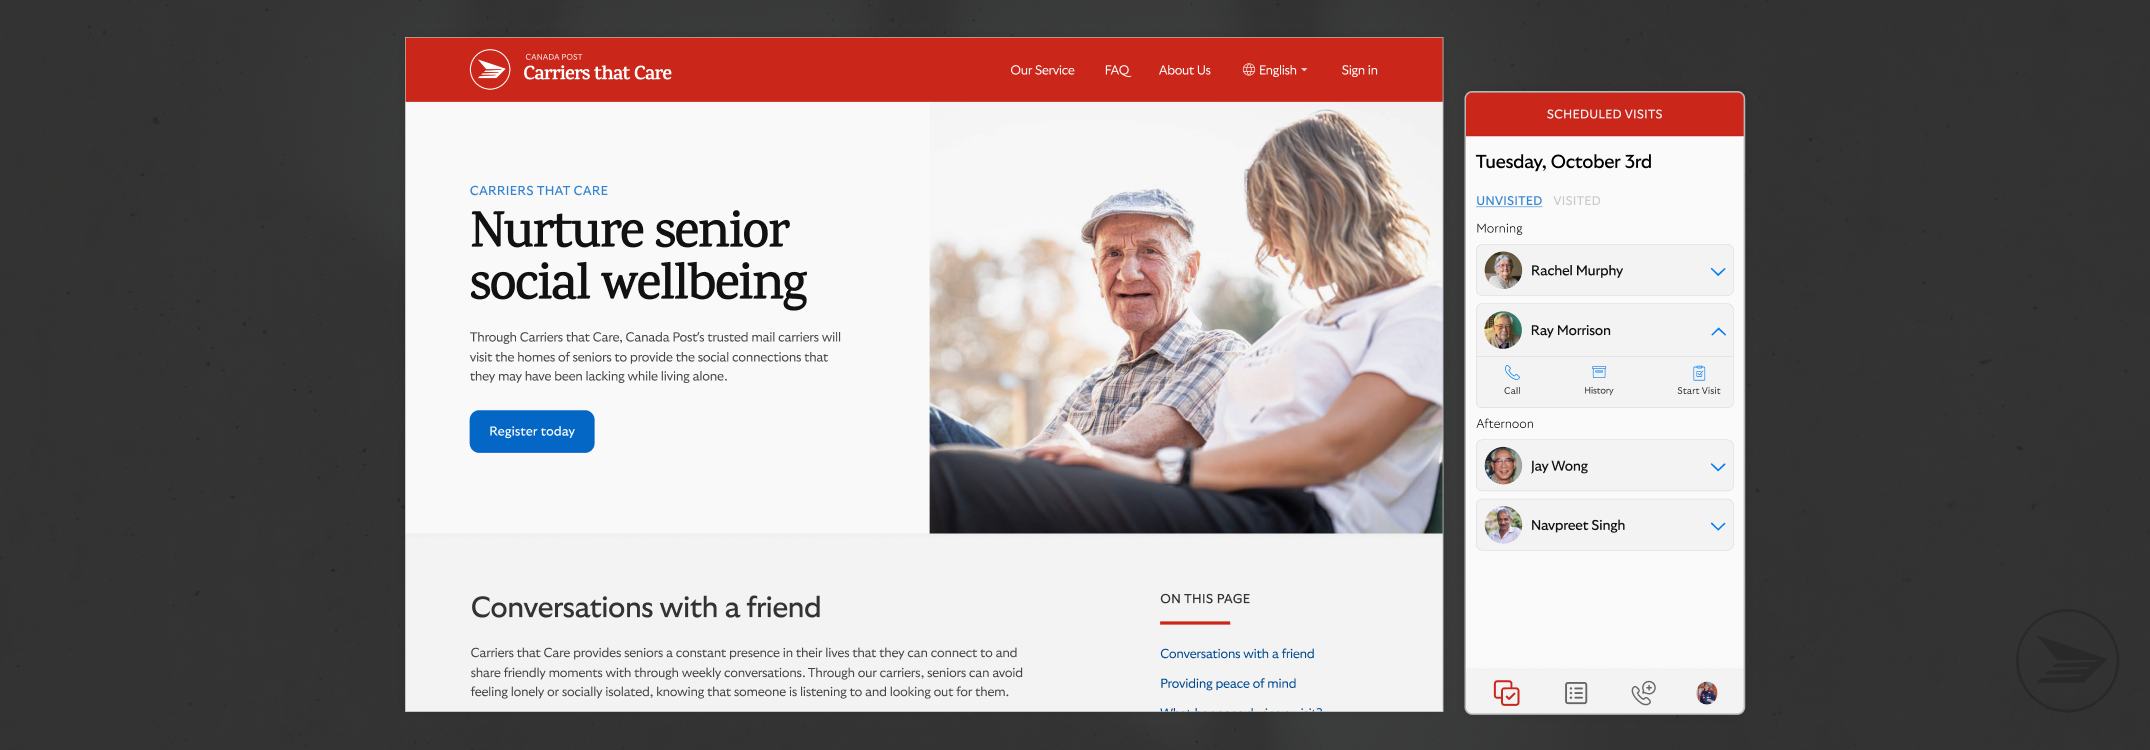 CANADA POST
Carriers that Care
Our Service
FAQ
About Us
English
Sign in
CARRIERS THAT CARE
Nurture senior
social wellbeing
Through Carriers that Care, Canada Post's trusted mail carriers will
visit the homes of seniors to provide the social connections that
they may have been lacking while living alone.
Register today
Conversations with a friend
Carriers that Care provides seniors a constant presence in their lives that they can connect to and
share friendly moments with through weekly conversations. Through our carriers, seniors can avoid
feeling lonely or socially isolated, knowing that someone is listening to and looking out for them.
ON THIS PAGE
Conversations with a friend
Providing peace of mind
SCHEDULED VISITS
Tuesday, October 3rd
UNVISITED VISITED
Morning
Rachel Murphy
Ray Morrison
Call
History
Start Visit
Afternoon
Jay Wong
Navpreet Singh